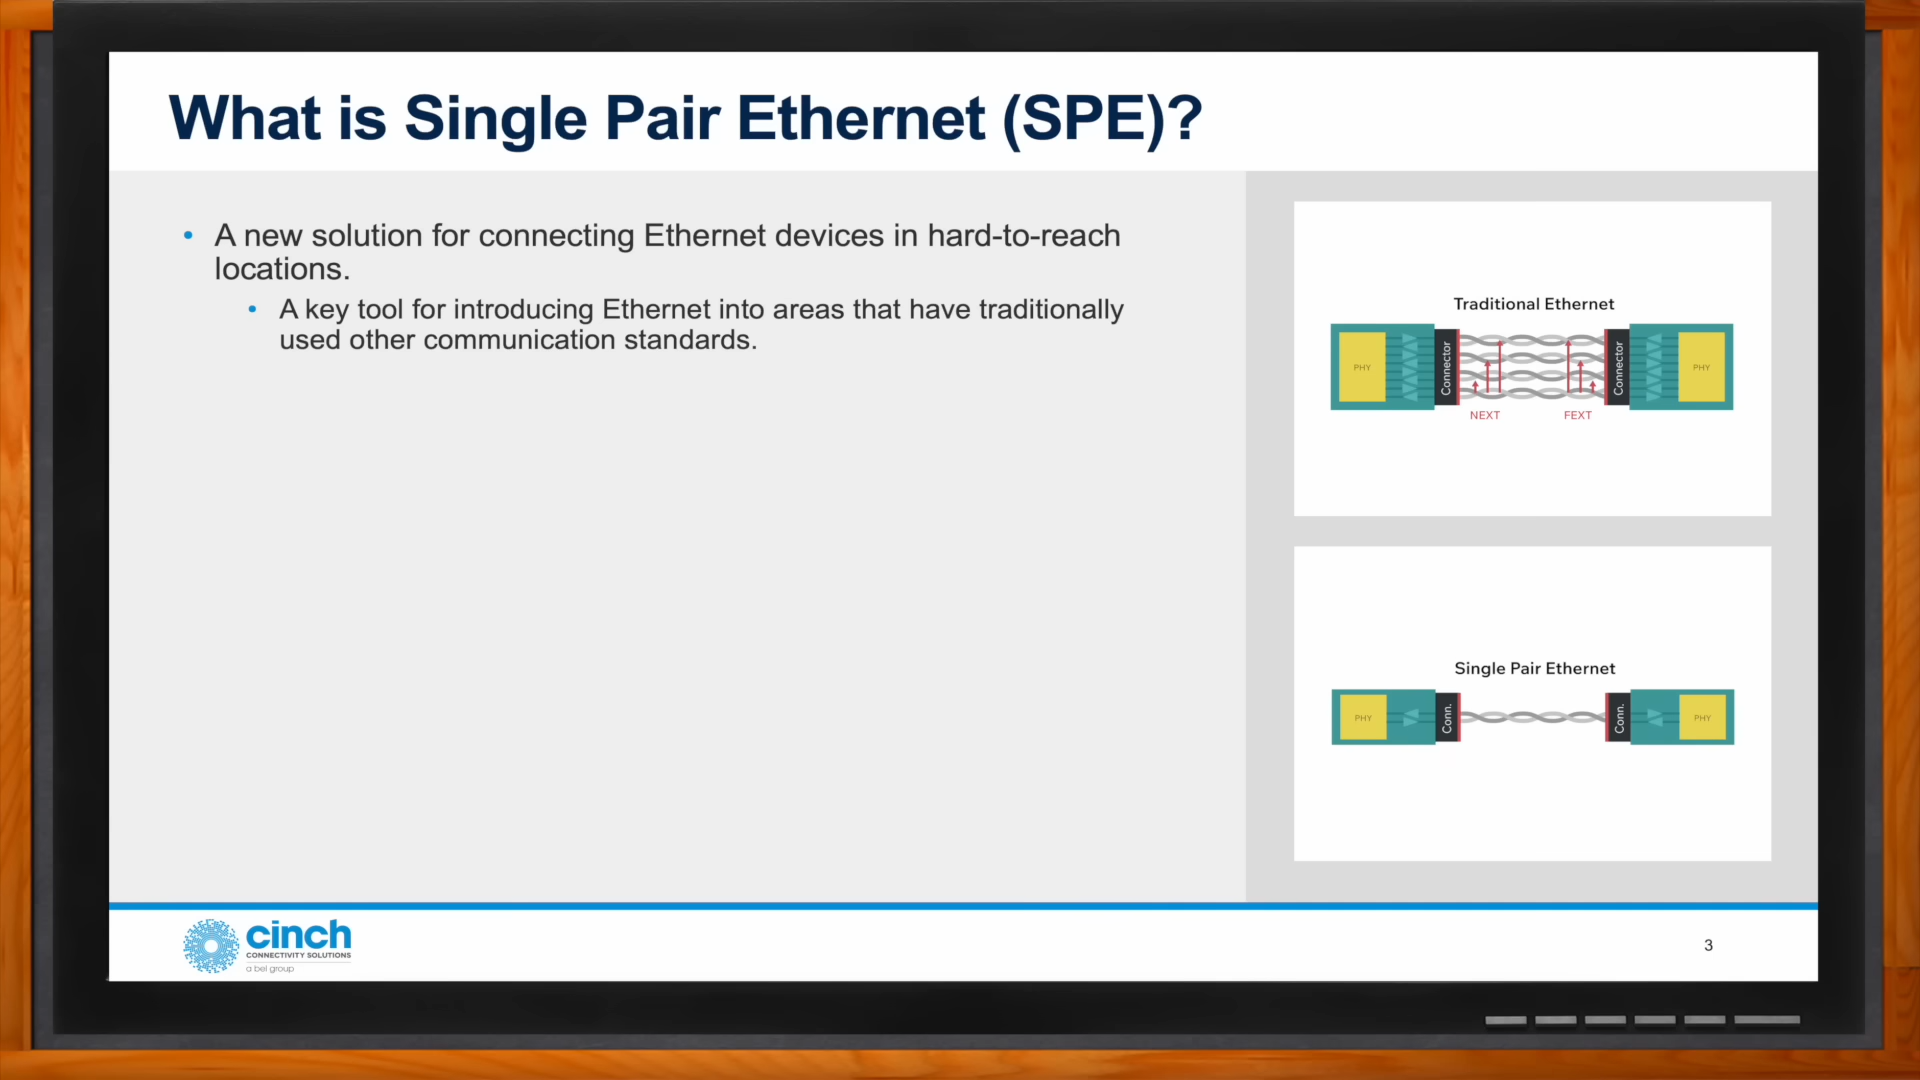 What is Single Pair Ethernet (SPE)?
• A new solution for connecting Ethernet devices in hard-to-reach
locations.
• A key tool for introducing Ethernet into areas that have traditionally
used other communication standards.
Traditional Ethernet
PHY
Connector
Connector
PHY
NEXT
FEXT
Single Pair Ethernet
PHY
Conn.
Conn.
PHY
cinch
CONNECTIVITY SOLUTIONS
a bel group
3